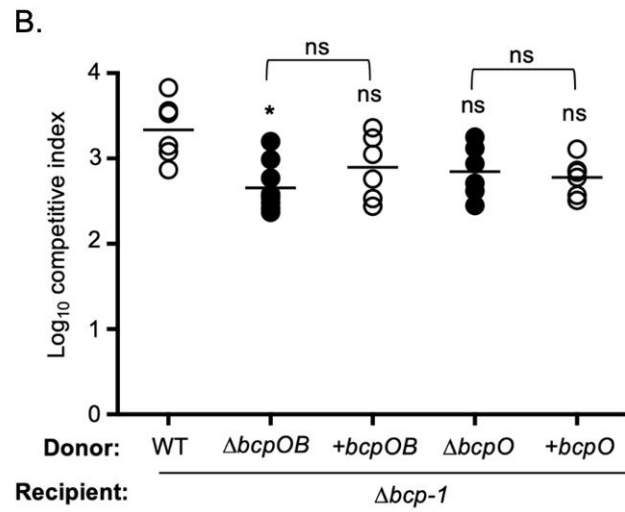 B.
ns
ns
*
ns
ns
ns
4
3
2
1
0
Log₁₀ competitive index
Donor: WT ΔbcpOB +bcpOB ΔbcpO +bcpO
Recipient: Δbcp-1